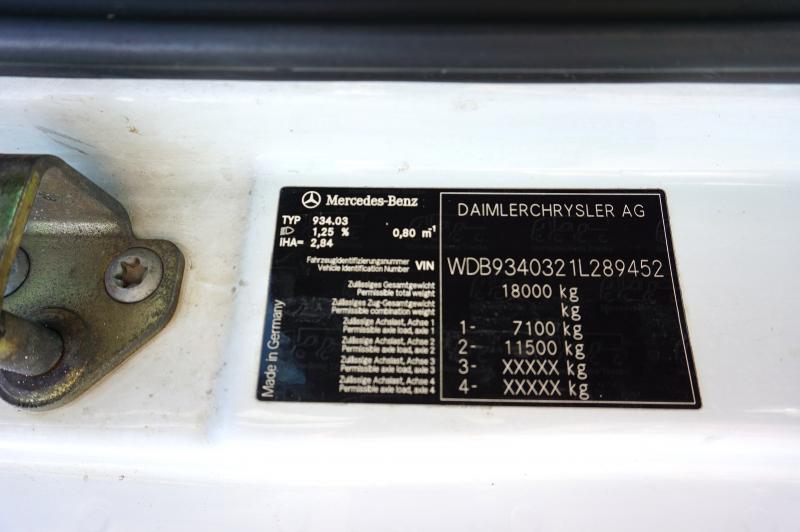 Mercedes-Benz
TYP 934.03
1,25 % 0,80 m¹
IHA= 2,84
Fahrzeugidentifizierungsnummer
Vehicle Identification Number VIN
Zulässiges Gesamtgewicht
Permissible total weight
Zulässiges Zug-Gesamtgewicht
Permissible combination weight
Zulässige Achslast, Achse 1
Permissible axle load, axle 1
Zulässige Achslast, Achse 2
Permissible axle load, axle 2
Zulässige Achslast, Achse 3
Permissible axle load, axle 3
Zulässige Achslast, Achse 4
Permissible axle load, axle 4
Made in Germany
DAIMLERCHRYSLER AG
WDB9340321L289452
18000 kg
kg
1- 7100 kg
2- 11500 kg
3- XXXXX kg
4- XXXXX kg